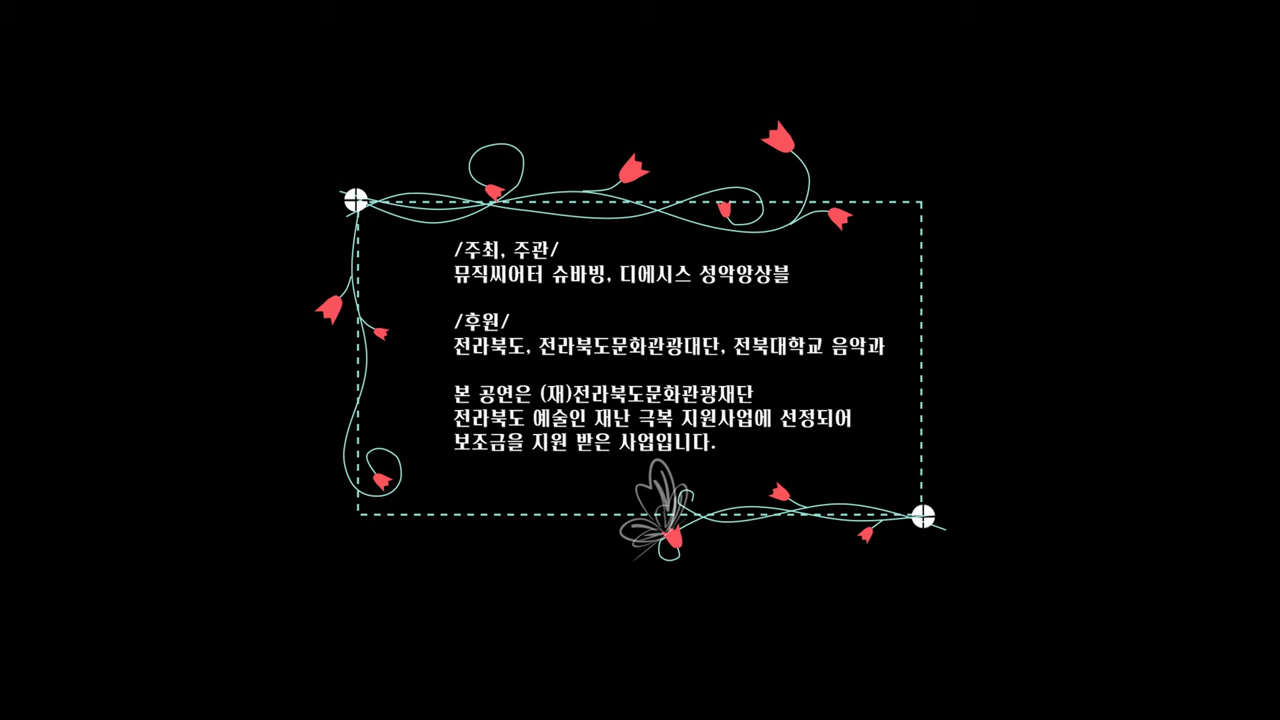 /주최, 주관/
뮤직씨어터 슈바빙, 디에시스 성악앙상블
/후원/
전라북도, 전라북도문화관광대단, 전북대학교 음악과
본 공연은 (재)전라북도문화관광재단
전라북도 예술인 재난 극복 지원사업에 선정되어
보조금을 지원 받은 사업입니다.